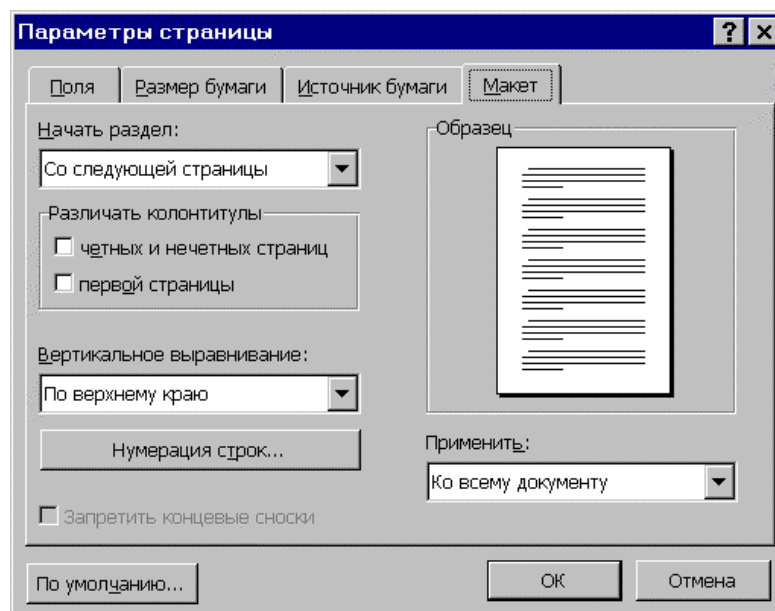 Параметры страницы
Поля Размер бумаги Источник бумаги Макет
Начать раздел:
Со следующей страницы
Различать колонтитулы
четных и нечетных страниц
первой страницы
Вертикальное выравнивание:
По верхнему краю
Нумерация строк...
Запретить концевые сноски
Образец
Применить:
Ко всему документу
По умолчанию...
ОК
Отмена